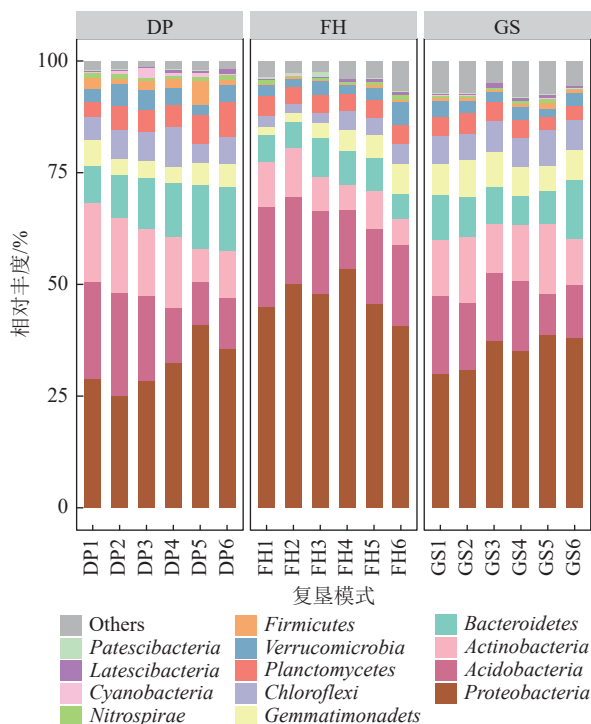 DP FH GS
100
75
50
25
0
相对丰度/%
DP1 DP2 DP3 DP4 DP5 DP6 FH1 FH2 FH3 FH4 FH5 FH6 GS1 GS2 GS3 GS4 GS5 GS6
复垦模式
Others Firmicutes Bacteroidetes
Patescibacteria Verrucomicrobia Actinobacteria
Latescibacteria Planctomycetes Acidobacteria
Cyanobacteria Chloroflexi Proteobacteria
Nitrospirae Gemmatimonadets